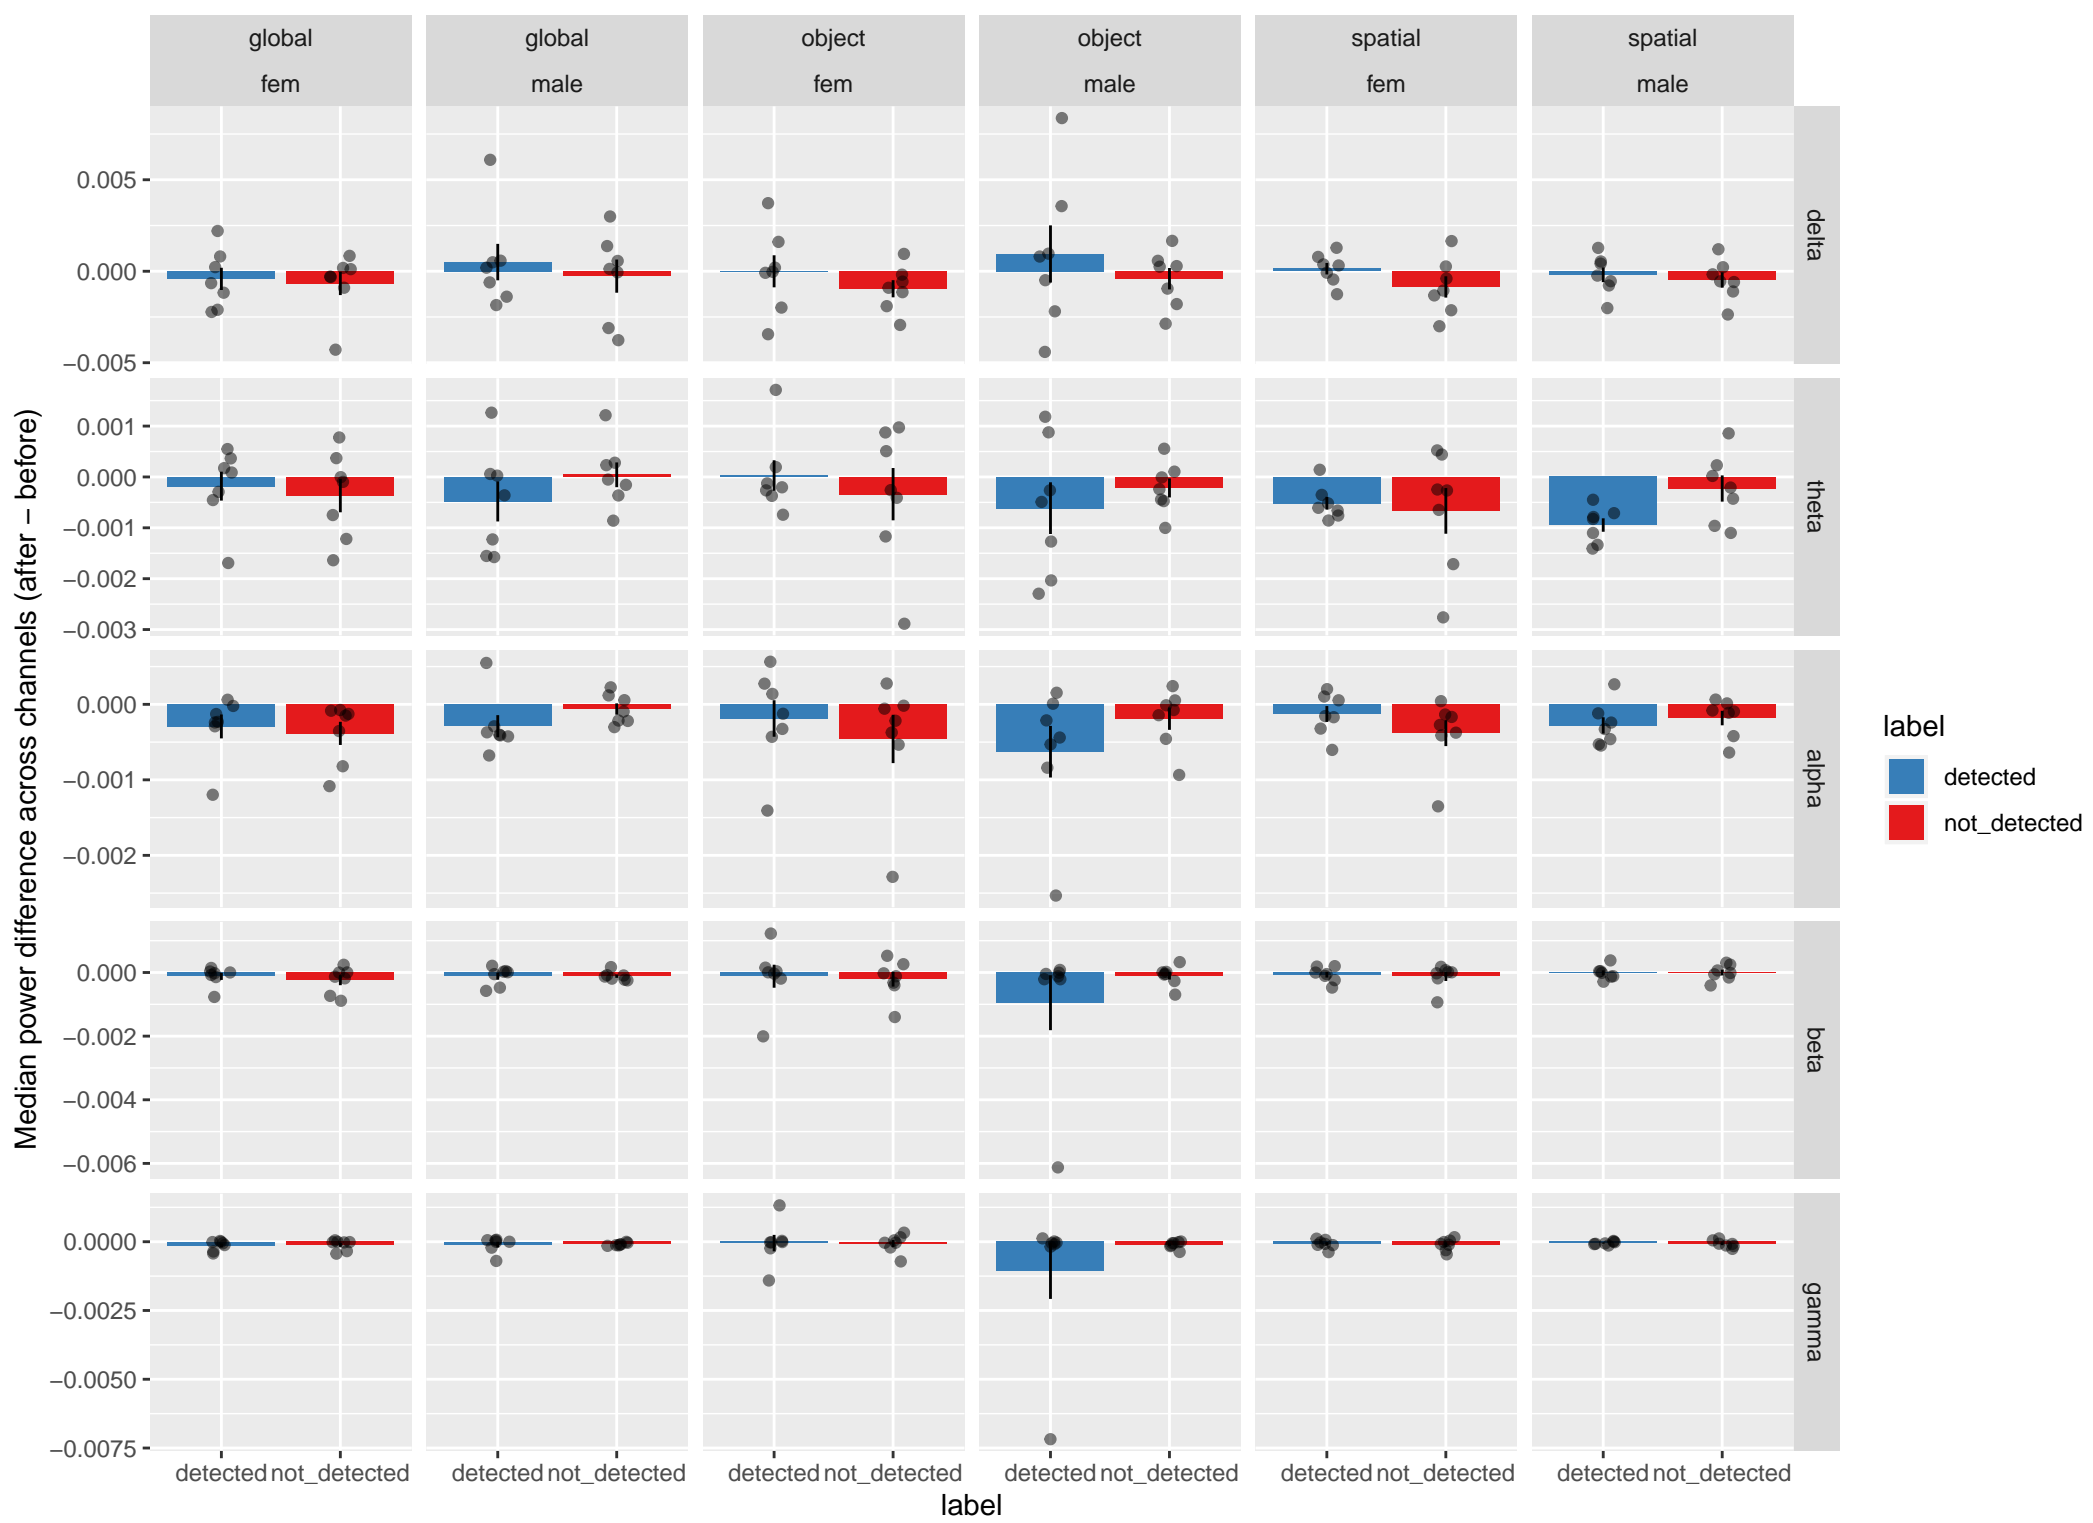 global global object object spatial spatial
fem male fem male fem male
0.005
0.000
−0.005
delta
0.001
0.000
−0.001
−0.002
−0.003
theta
0.000
−0.001
−0.002
alpha
0.000
−0.002
−0.004
−0.006
beta
0.0000
−0.0025
−0.0050
−0.0075
gamma
Median power difference across channels (after − before)
detected not_detected detected not_detected detected not_detected detected not_detected detected not_detected detected not_detected
label
label
detected
not_detected